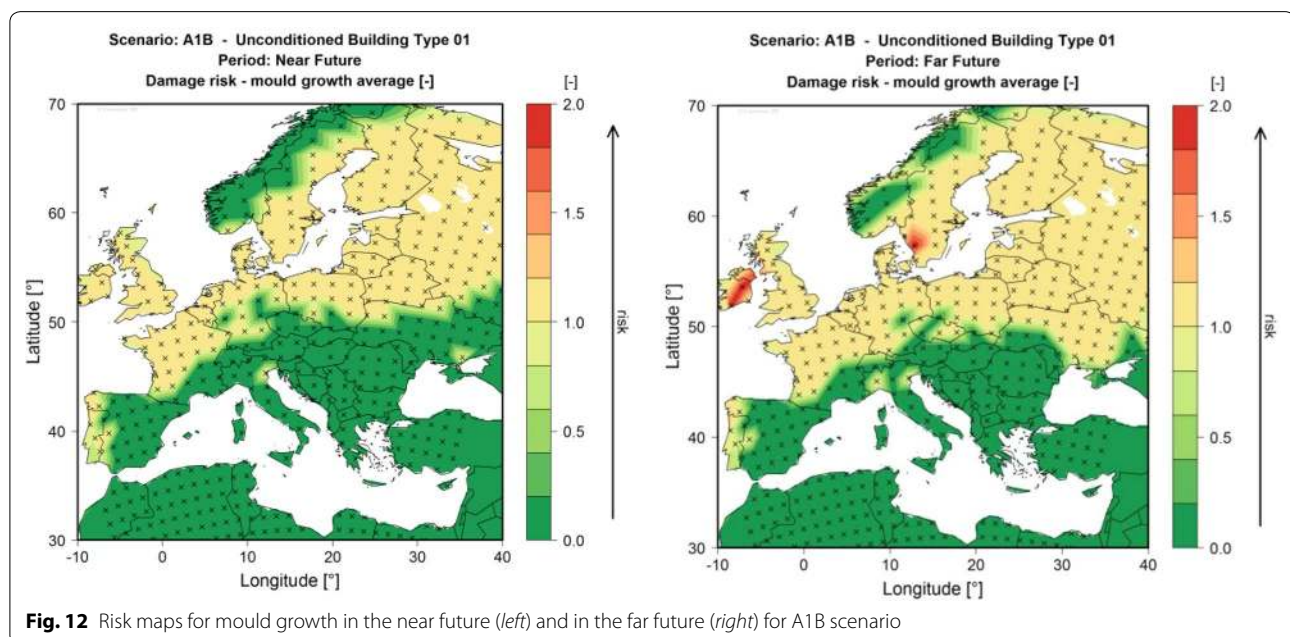 Scenario: A1B - Unconditioned Building Type 01
Period: Near Future
Damage risk - mould growth average [-]
[-]
70
60
50
40
30
Latitude [°]
-10
0
10
20
30
40
Longitude [°]
2.0
1.5
1.0
0.5
0.0
risk
Scenario: A1B - Unconditioned Building Type 01
Period: Far Future
Damage risk - mould growth average [-]
[-]
70
60
50
40
30
Latitude [°]
-10
0
10
20
30
40
Longitude [°]
2.0
1.5
1.0
0.5
0.0
risk
Fig. 12 Risk maps for mould growth in the near future (left) and in the far future (right) for A1B scenario